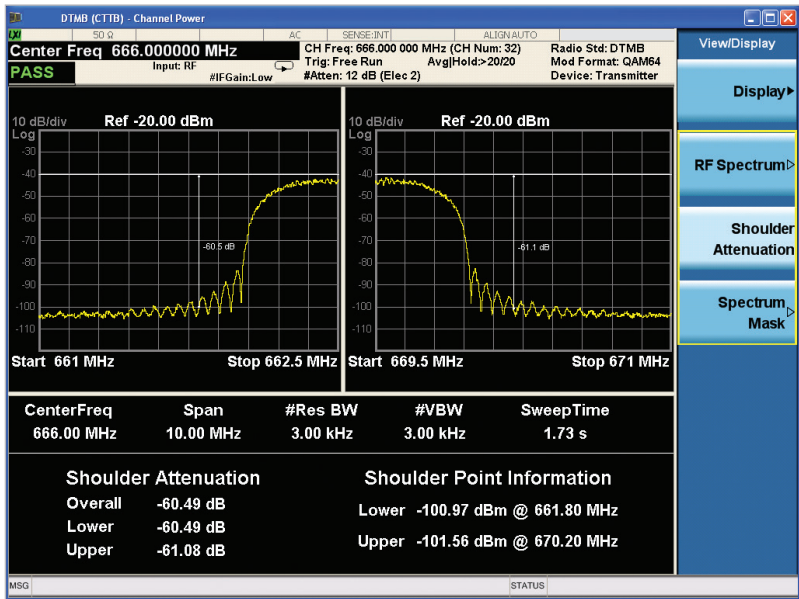 DTMB (CTTB) - Channel Power
LXI 50 Ω AC SENSE:INT ALIGN AUTO
Center Freq 666.000000 MHz
PASS
Input: RF
#IFGain:Low
CH Freq: 666.000 000 MHz (CH Num: 32)
Trig: Free Run Avg|Hold:>20/20
#Atten: 12 dB (Elec 2)
Radio Std: DTMB
Mod Format: QAM64
Device: Transmitter
10 dB/div Ref -20.00 dBm
Log
-30
-40
-50
-60
-70
-80
-90
-100
-110
-60.5 dB
Start 661 MHz Stop 662.5 MHz
10 dB/div Ref -20.00 dBm
Log
-30
-40
-50
-60
-70
-80
-90
-100
-110
-61.1 dB
Start 669.5 MHz Stop 671 MHz
CenterFreq Span #Res BW #VBW SweepTime
666.00 MHz 10.00 MHz 3.00 kHz 3.00 kHz 1.73 s
Shoulder Attenuation
Overall -60.49 dB
Lower -60.49 dB
Upper -61.08 dB
Shoulder Point Information
Lower -100.97 dBm @ 661.80 MHz
Upper -101.56 dBm @ 670.20 MHz
View/Display
Display
RF Spectrum
Shoulder
Attenuation
Spectrum
Mask
MSG STATUS